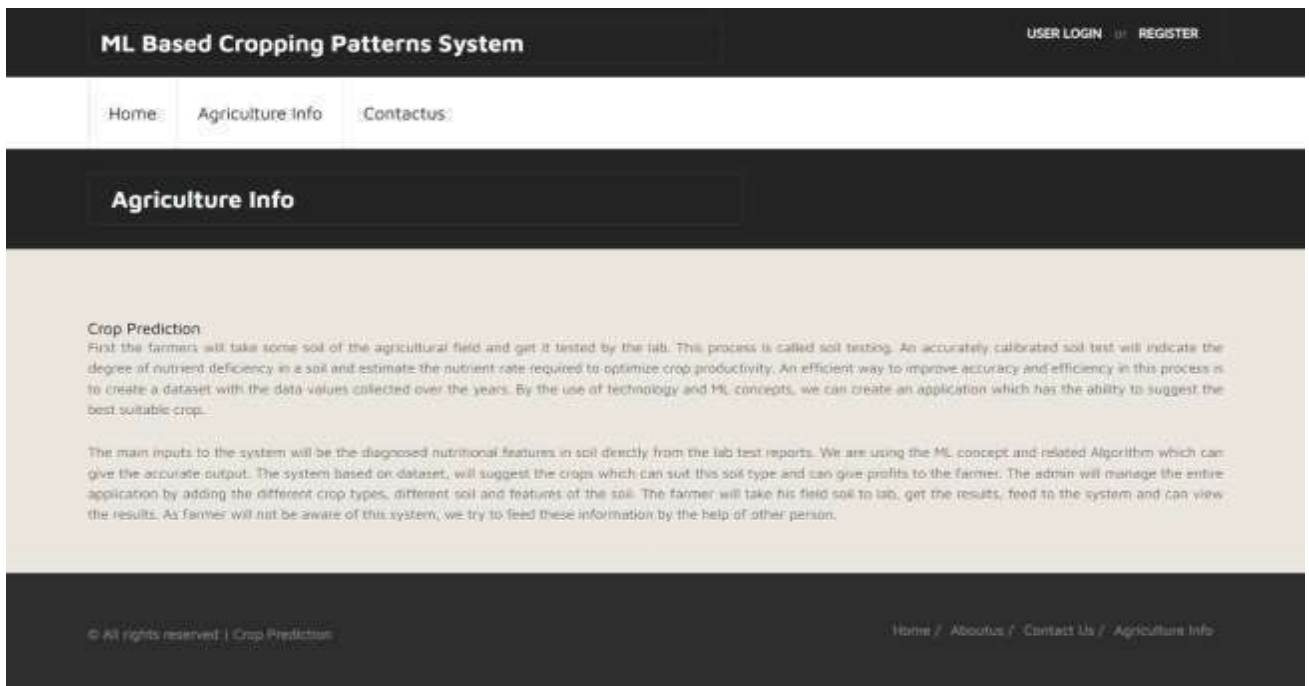 ML Based Cropping Patterns System
USER LOGIN or REGISTER
Home Agriculture Info Contactus
Agriculture Info
Crop Prediction
First the farmers will take some soil of the agricultural field and get it tested by the lab. This process is called soil testing. An accurately calibrated soil test will indicate the
degree of nutrient deficiency in a soil and estimate the nutrient rate required to optimize crop productivity. An efficient way to improve accuracy and efficiency in this process is
to create a dataset with the data values collected over the years. By the use of technology and ML concepts, we can create an application which has the ability to suggest the
best suitable crop.
The main inputs to the system will be the diagnosed nutritional features in soil directly from the lab test reports. We are using the ML concept and related Algorithm which can
give the accurate output. The system based on dataset, will suggest the crops which can suit this soil type and can give profits to the farmer. The admin will manage the entire
application by adding the different crop types, different soil and features of the soil. The farmer will take his field soil to lab, get the results, feed to the system and can view
the results. As farmer will not be aware of this system, we try to feed these information by the help of other person.
© All rights reserved | Crop Prediction
Home / Aboutus / Contact Us / Agriculture Info